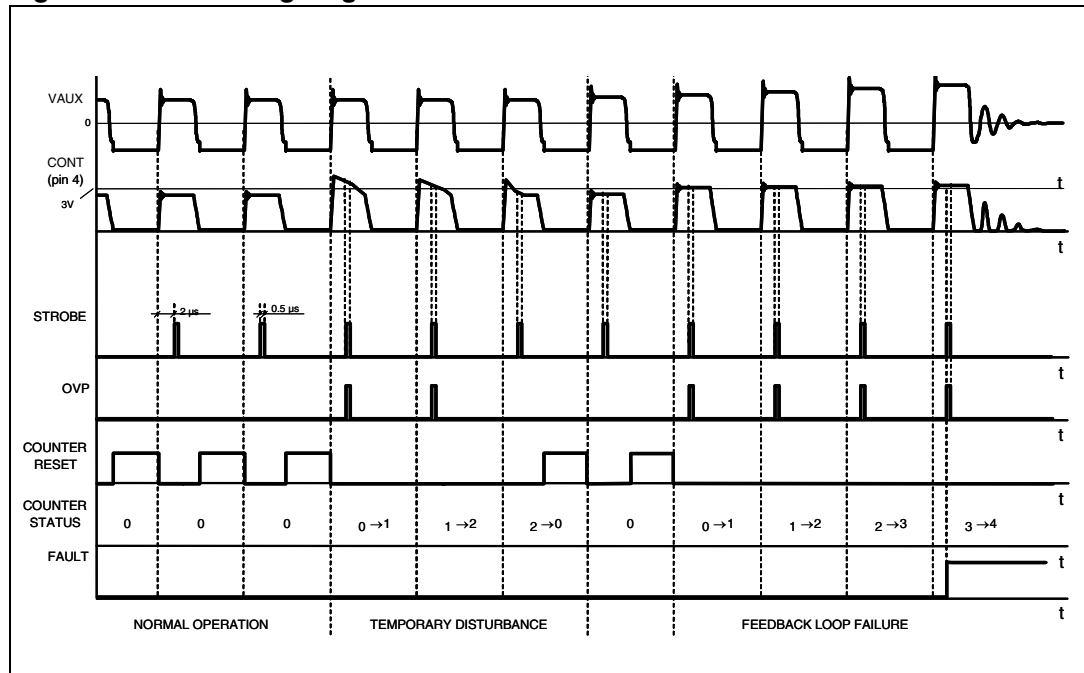 VAUX
0
CONT
(pin 4)
t
3V
t
2 µs
0.5 µs
STROBE
t
OVP
t
COUNTER
RESET
t
COUNTER
STATUS
0 0 0 0→1 1→2 2→0 0 0→1 1→2 2→3 3→4
FAULT
t
t
NORMAL OPERATION TEMPORARY DISTURBANCE FEEDBACK LOOP FAILURE